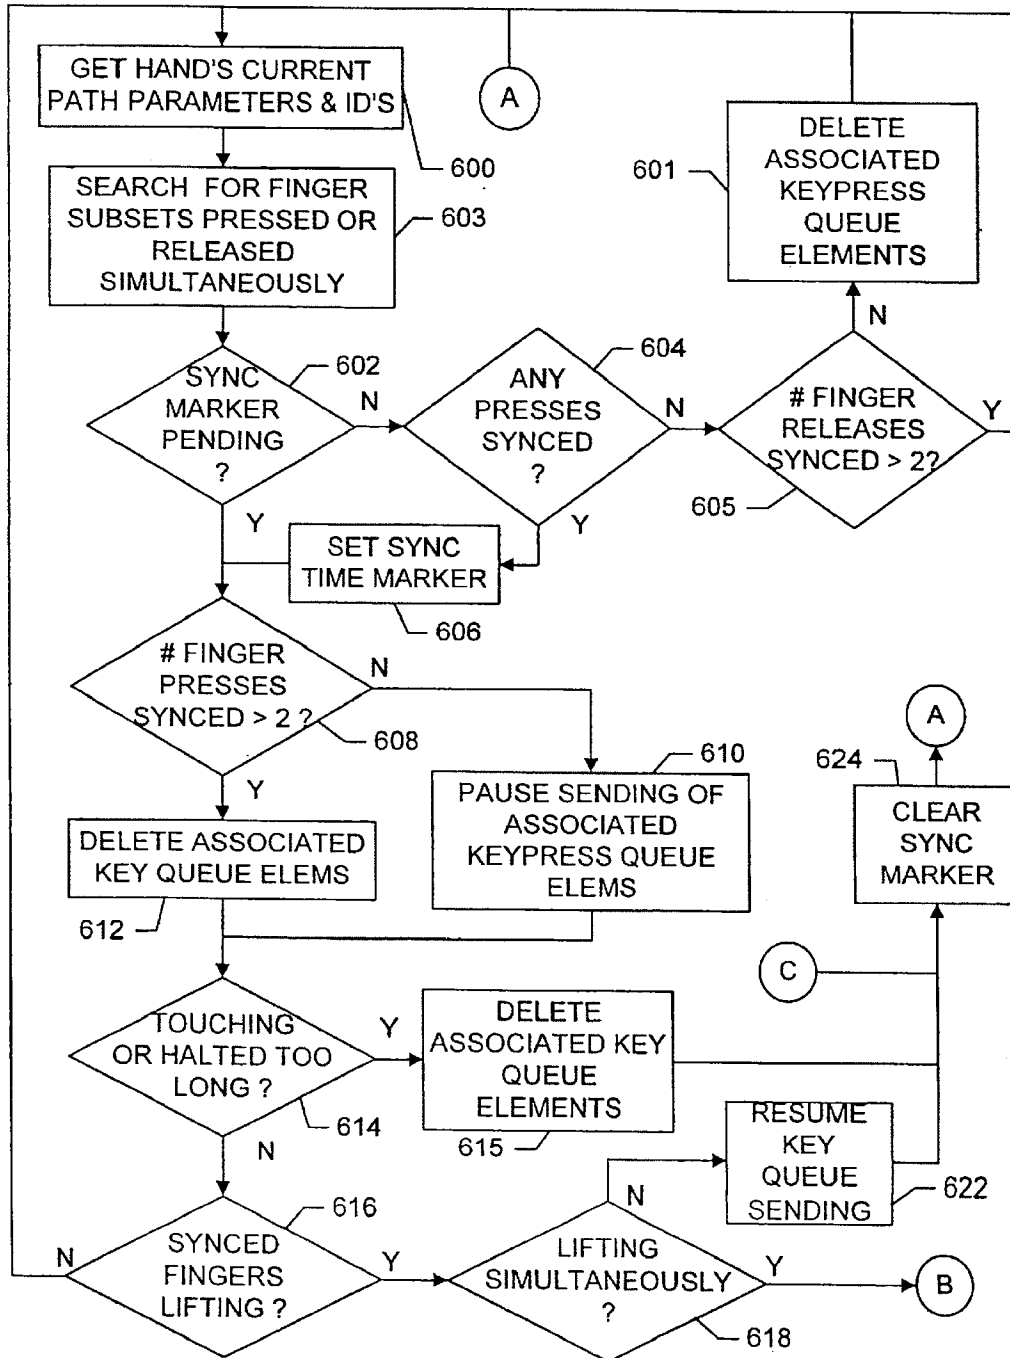 GET HAND'S CURRENT
PATH PARAMETERS & ID'S
600
A
DELETE
ASSOCIATED
KEYPRESS
QUEUE
ELEMENTS
601
SEARCH FOR FINGER
SUBSETS PRESSED OR
RELEASED
SIMULTANEOUSLY
603
SYNC
MARKER
PENDING
?
602
N
Y
ANY
PRESSES
SYNCED
?
604
N
Y
# FINGER
RELEASES
SYNCED > 2?
605
N
Y
SET SYNC
TIME MARKER
606
# FINGER
PRESSES
SYNCED > 2 ?
608
N
Y
610
PAUSE SENDING OF
ASSOCIATED
KEYPRESS QUEUE
ELEMS
DELETE ASSOCIATED
KEY QUEUE ELEMS
612
A
624
CLEAR
SYNC
MARKER
C
TOUCHING
OR HALTED TOO
LONG ?
614
Y
N
DELETE
ASSOCIATED KEY
QUEUE
ELEMENTS
615
RESUME
KEY
QUEUE
SENDING
622
SYNCED
FINGERS
LIFTING ?
616
N
Y
LIFTING
SIMULTANEOUSLY
?
618
N
Y
B